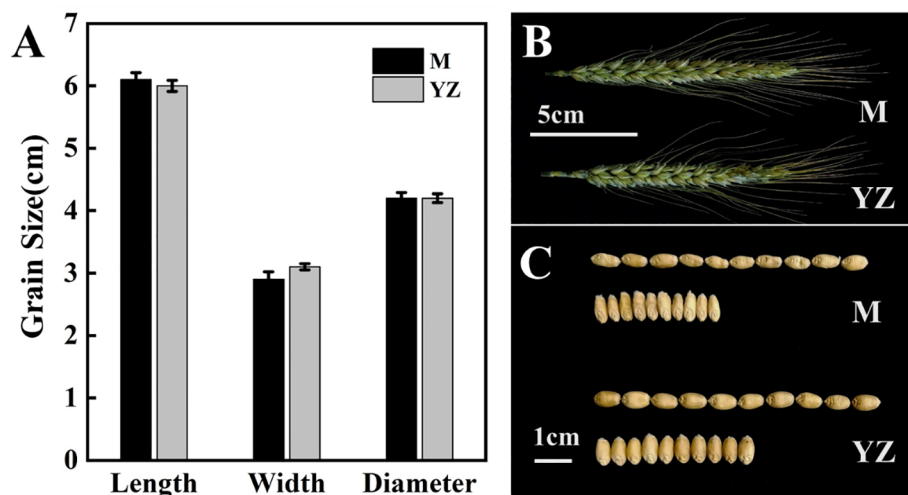 A
Grain Size(cm)
7
6
5
4
3
2
1
0
M
YZ
Length Width Diameter
B
M
5cm
YZ
C
M
1cm
YZ